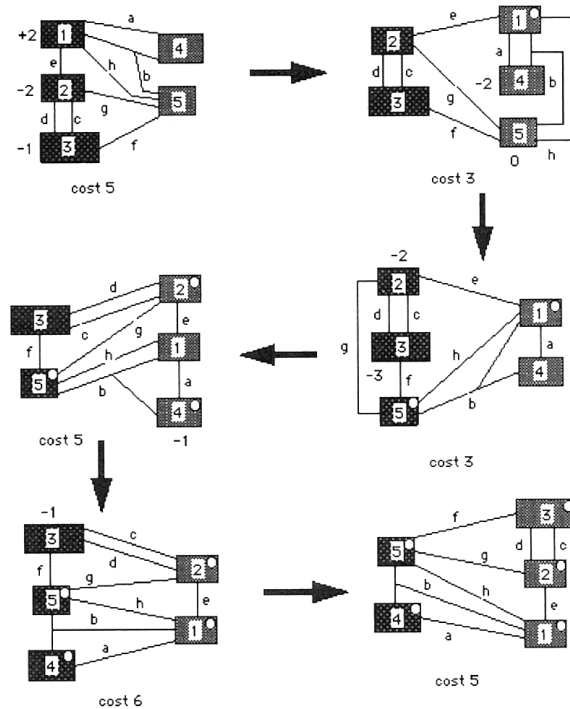 +2 1 a 4
e h b
-2 2 g 5
d c
-1 3 f
cost 5
e 1
2 a
d c -2 4 b
3 g
f 5
0 h
cost 3
-2
2 e
d c 1
g 3 h a
-3 f 4
5 b
cost 3
d 2
3 c
g e
f h 1
5 a
b 4
cost 5 -1
-1
3 c
d
f g 2
5 h e
b 1
4 a
cost 6
f 3
5 d c
g 2
b h e
4 a 1
cost 5